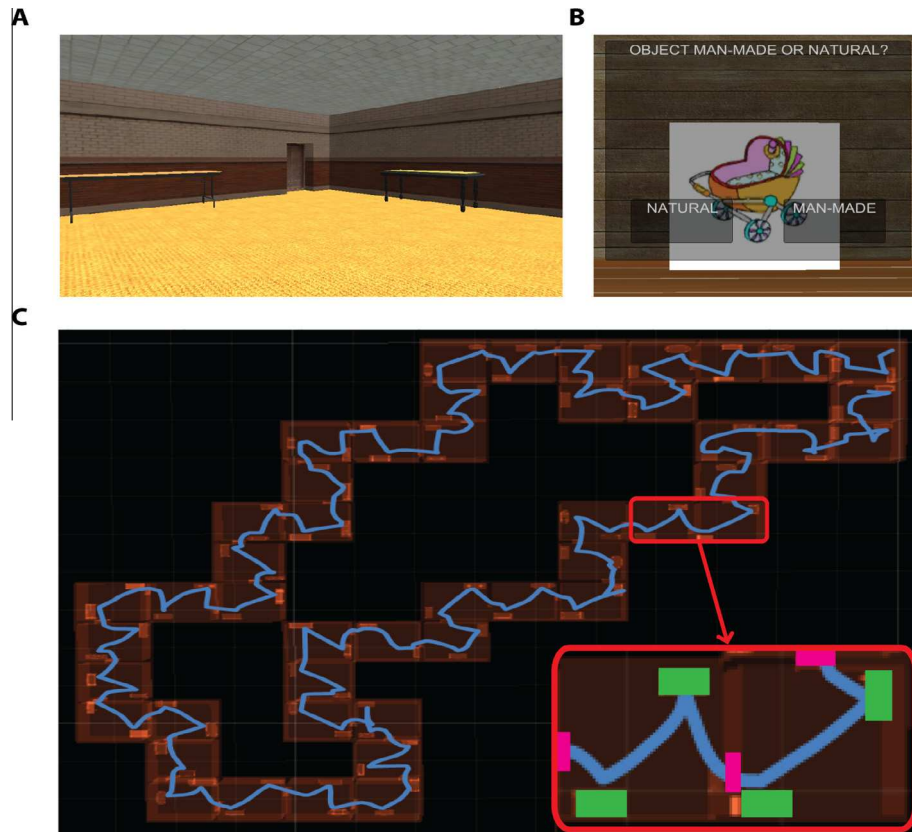 A
B
OBJECT MAN-MADE OR NATURAL?
NATURAL
MAN-MADE
C